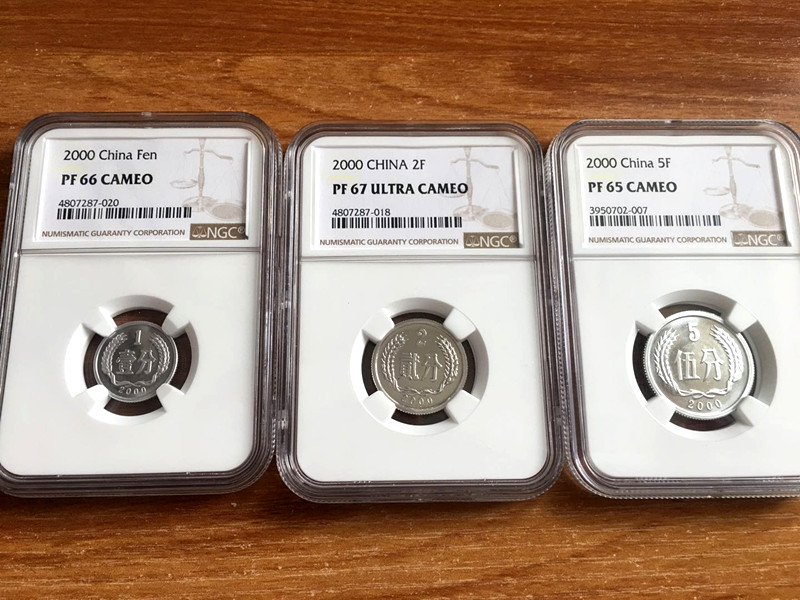 2000 China Fen
PF 66 CAMEO
4807287-020
NUMISMATIC GUARANTY CORPORATION NGC®
1
壹分
2000
2000 CHINA 2F
PF 67 ULTRA CAMEO
4807287-018
NUMISMATIC GUARANTY CORPORATION NGC®
2
贰分
2000
2000 China 5F
PF 65 CAMEO
3950702-007
NUMISMATIC GUARANTY CORPORATION NGC®
5
伍分
2000